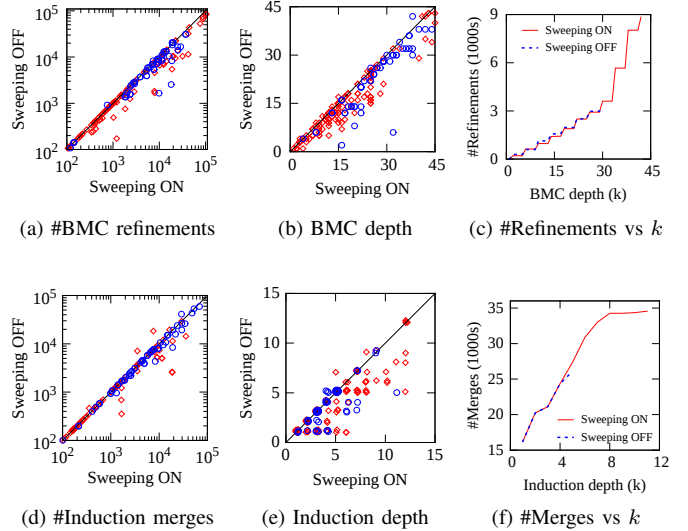 10^5
10^4
10^3
10^2
10^2 10^3 10^4 10^5
Sweeping OFF
Sweeping ON
(a) #BMC refinements
45
30
15
0
0 15 30 45
Sweeping OFF
Sweeping ON
(b) BMC depth
9
6
3
0
0 15 30 45
#Refinements (1000s)
BMC depth (k)
Sweeping ON
Sweeping OFF
(c) #Refinements vs k
10^5
10^4
10^3
10^2
10^2 10^3 10^4 10^5
Sweeping OFF
Sweeping ON
(d) #Induction merges
15
10
5
0
0 5 10 15
Sweeping OFF
Sweeping ON
(e) Induction depth
35
30
25
20
15
0 4 8 12
#Merges (1000s)
Induction depth (k)
Sweeping ON
Sweeping OFF
(f) #Merges vs k